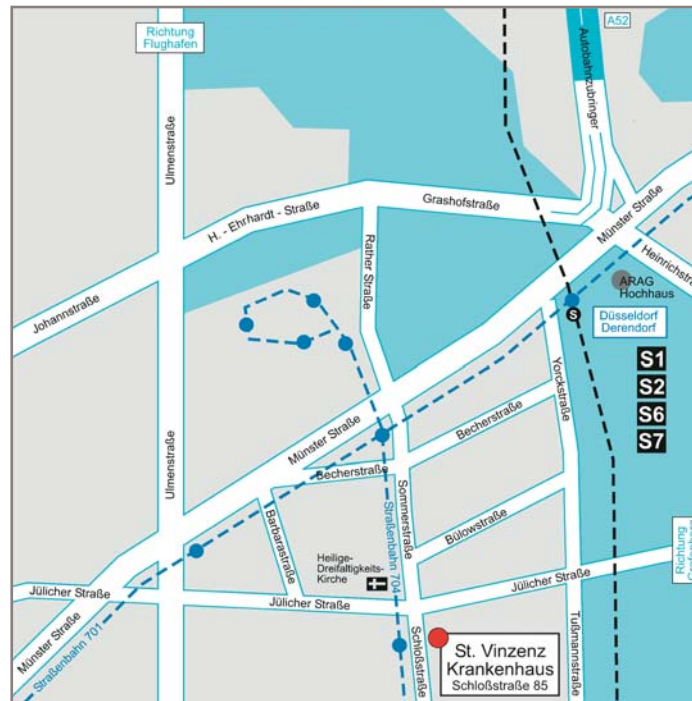 Richtung
Flughafen
A52
Autobahnzubringer
Ulmenstraße
Grashofstraße
H. - Ehrhardt - Straße
Münster Straße
Rather Straße
ARAG
Hochhaus
Johannstraße
Düsseldorf
Derendorf
S
S1
S2
S6
S7
Yorckstraße
Münster Straße
Becherstraße
Becherstraße
Ulmenstraße
Sommerstraße
Straßenbahn 704
Barbarastraße
Bülowstraße
Heilige-
Dreifaltigkeits-
Kirche
Richtung
Jülicher Straße
Jülicher Straße
Jülicher Straße
Münster Straße
Straßenbahn 701
Schloßstraße
Tußmannstraße
St. Vinzenz
Krankenhaus
Schloßstraße 85